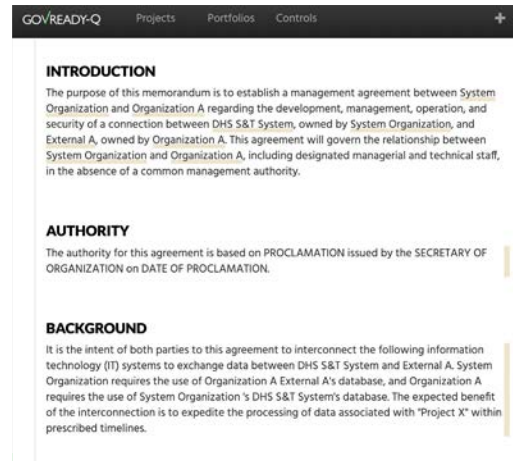 GOVREADY-Q Projects Portfolios Controls +
INTRODUCTION
The purpose of this memorandum is to establish a management agreement between System
Organization and Organization A regarding the development, management, operation, and
security of a connection between DHS S&T System, owned by System Organization, and
External A, owned by Organization A. This agreement will govern the relationship between
System Organization and Organization A, including designated managerial and technical staff,
in the absence of a common management authority.
AUTHORITY
The authority for this agreement is based on PROCLAMATION issued by the SECRETARY OF
ORGANIZATION on DATE OF PROCLAMATION.
BACKGROUND
It is the intent of both parties to this agreement to interconnect the following information
technology (IT) systems to exchange data between DHS S&T System and External A. System
Organization requires the use of Organization A External A's database, and Organization A
requires the use of System Organization 's DHS S&T System's database. The expected benefit
of the interconnection is to expedite the processing of data associated with "Project X" within
prescribed timelines.